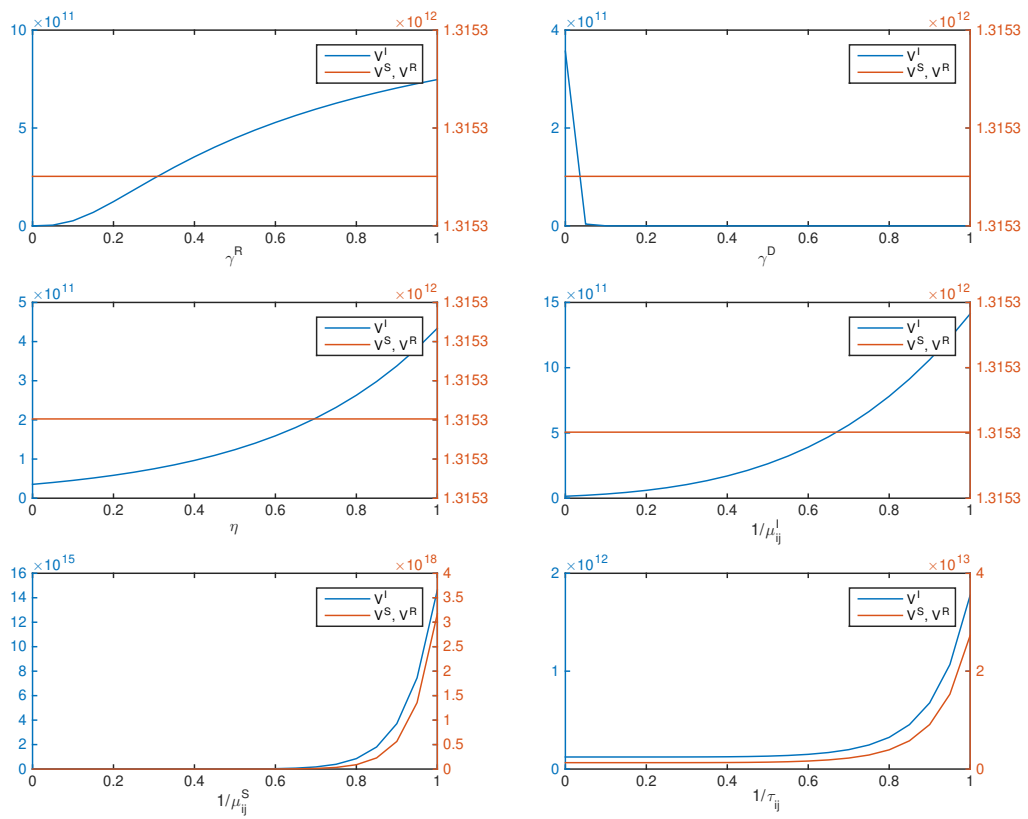 ×10^11 ×10^12 ×10^11 ×10^12
10 1.3153 4 1.3153
V^I V^I
V^S, V^R V^S, V^R
5 1.3153 2 1.3153
0 1.3153 0 1.3153
0 0.2 0.4 0.6 0.8 1 0 0.2 0.4 0.6 0.8 1
γ^R γ^D
×10^11 ×10^12 ×10^11 ×10^12
5 1.3153 15 1.3153
V^I V^I
V^S, V^R V^S, V^R
4 1.3153
10 1.3153
3 1.3153
2 1.3153
5 1.3153
1 1.3153
0 1.3153 0 1.3153
0 0.2 0.4 0.6 0.8 1 0 0.2 0.4 0.6 0.8 1
η 1/μ_ij^I
×10^15 ×10^18 ×10^12 ×10^13
16 4 2 4
V^I V^I
14 3.5
V^S, V^R V^S, V^R
12 3
10 2.5
8 2 1 2
6 1.5
4 1
2 0.5
0 0 0 0
0 0.2 0.4 0.6 0.8 1 0 0.2 0.4 0.6 0.8 1
1/μ_ij^S 1/τ_ij